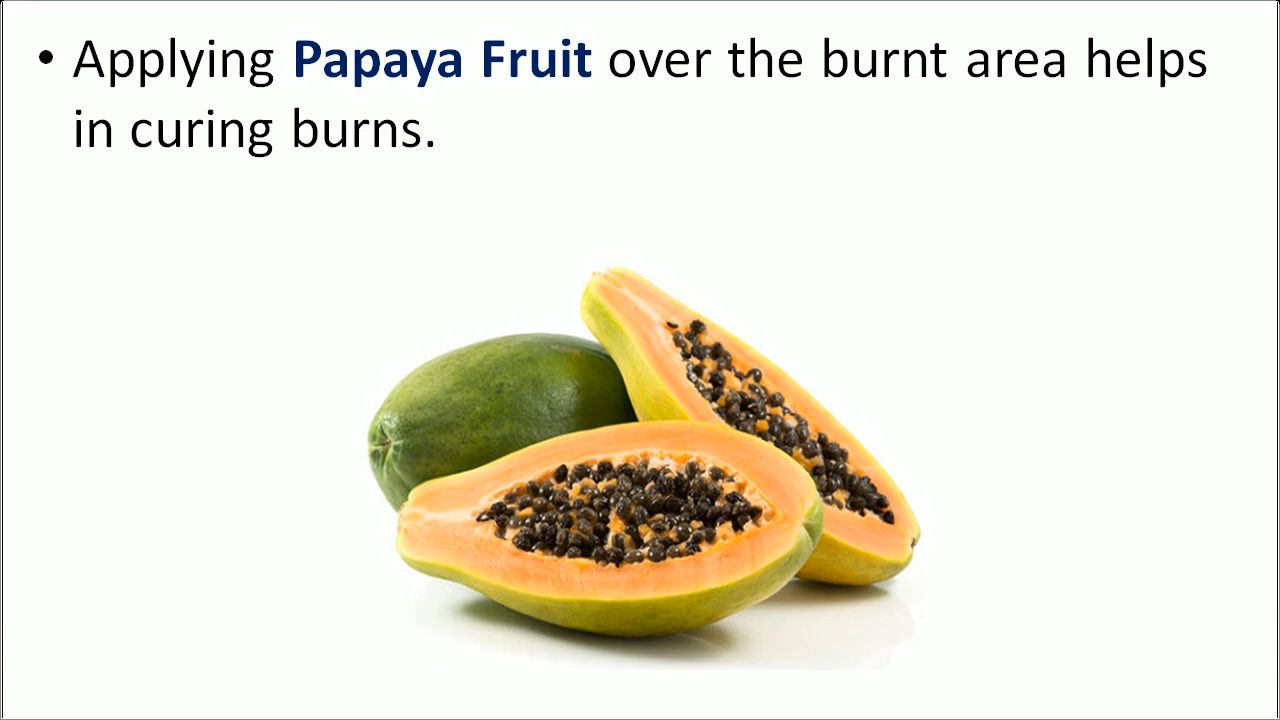 • Applying Papaya Fruit over the burnt area helps
in curing burns.